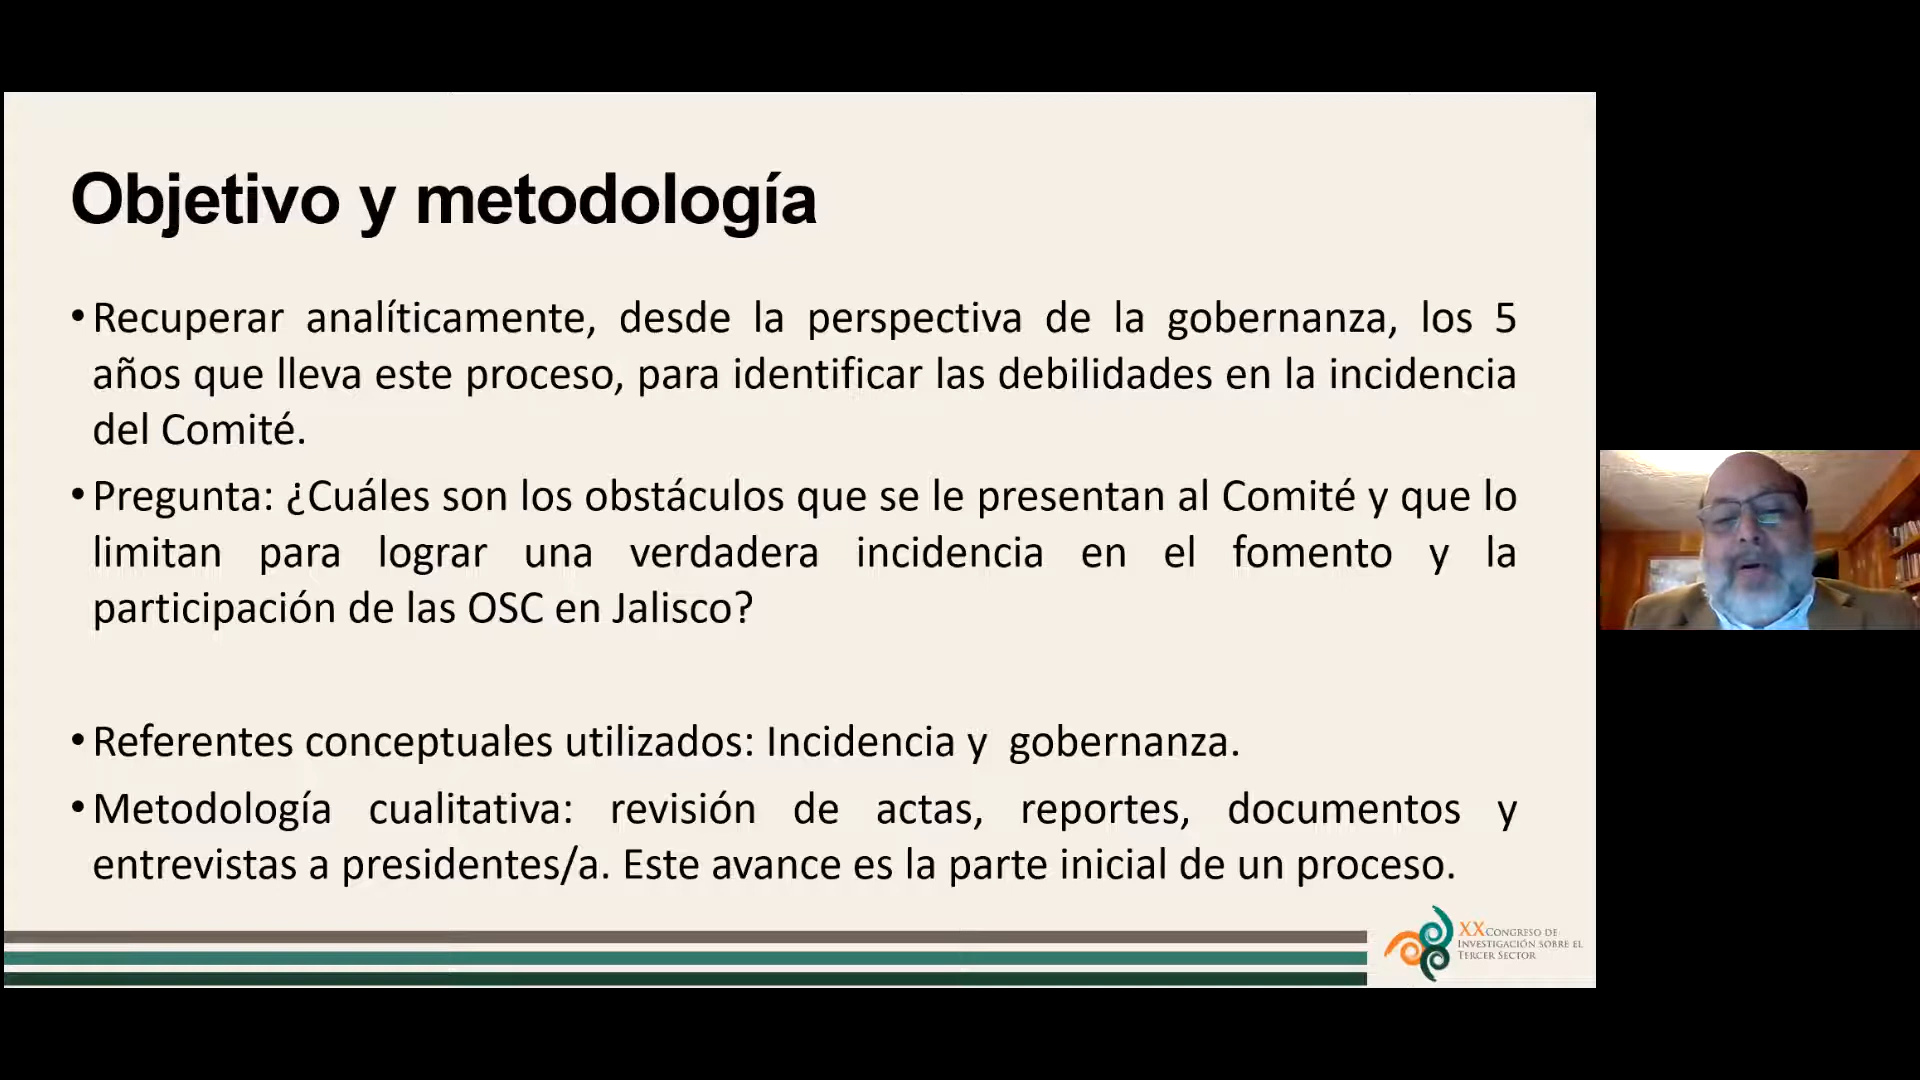 Objetivo y metodología
•Recuperar analíticamente, desde la perspectiva de la gobernanza, los 5
años que lleva este proceso, para identificar las debilidades en la incidencia
del Comité.
•Pregunta: ¿Cuáles son los obstáculos que se le presentan al Comité y que lo
limitan para lograr una verdadera incidencia en el fomento y la
participación de las OSC en Jalisco?
•Referentes conceptuales utilizados: Incidencia y gobernanza.
•Metodología cualitativa: revisión de actas, reportes, documentos y
entrevistas a presidentes/a. Este avance es la parte inicial de un proceso.
XX CONGRESO DE
INVESTIGACIÓN SOBRE EL
TERCER SECTOR